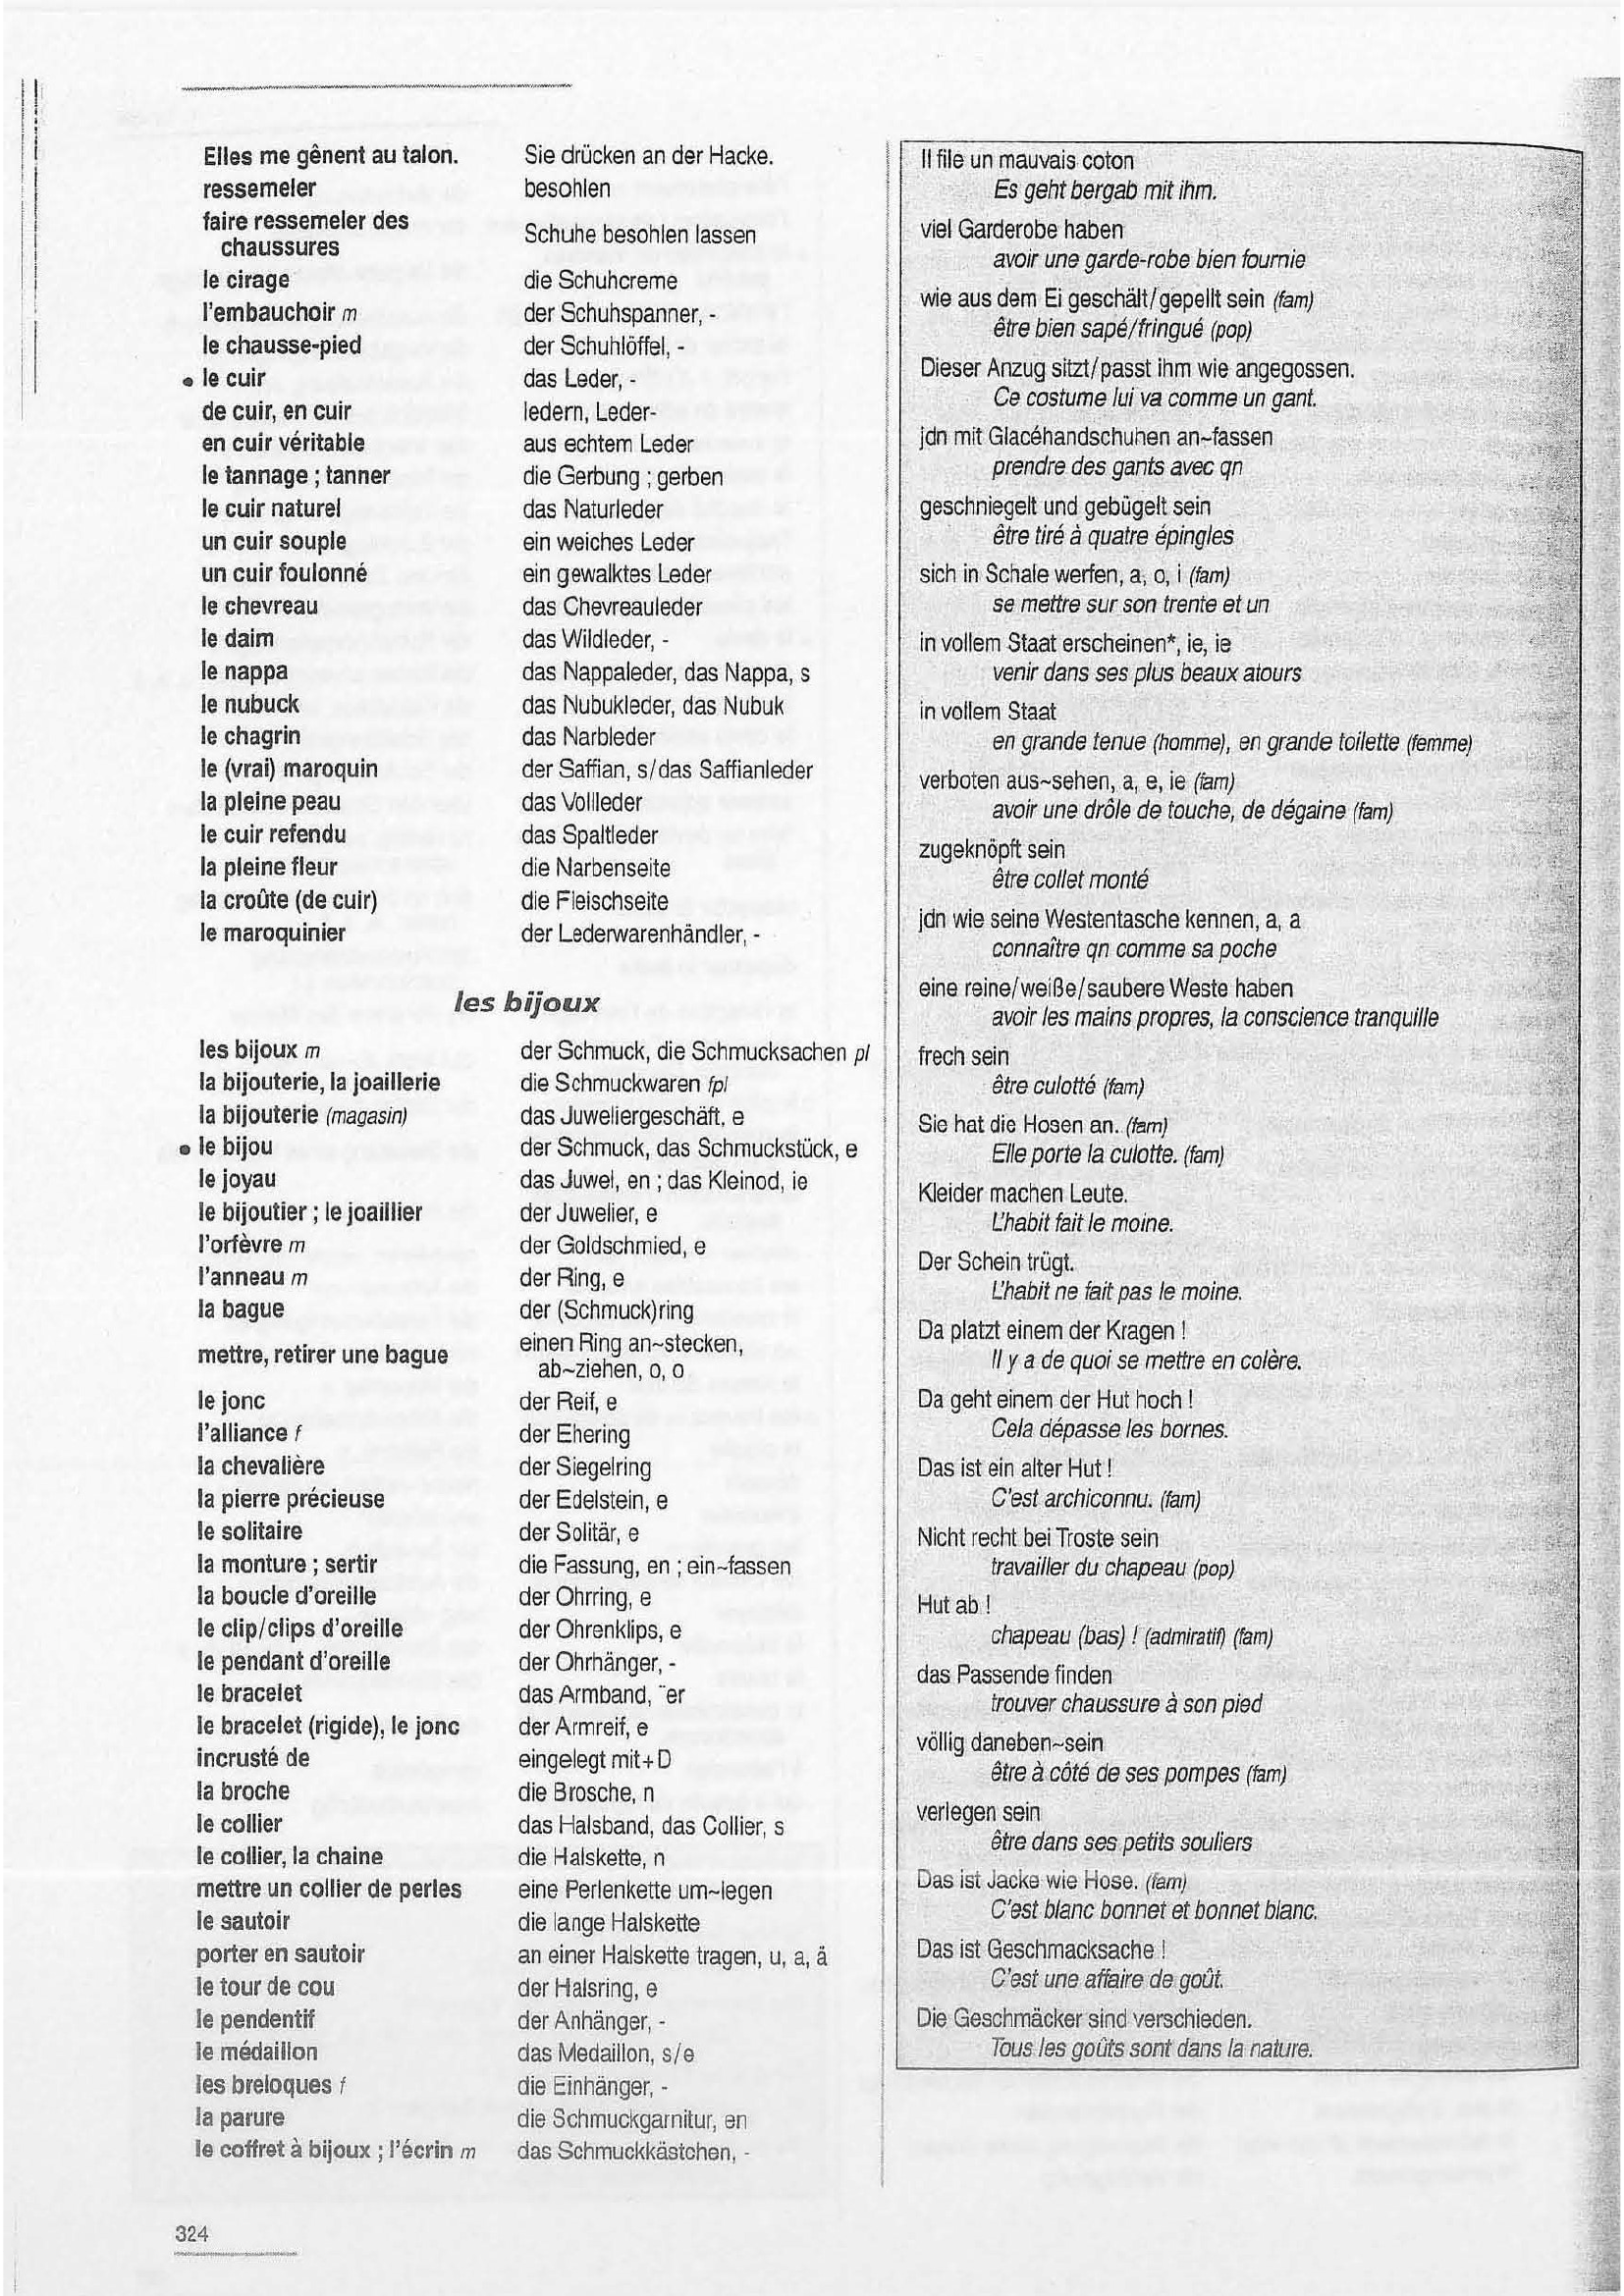 Elles me gênent au talon. Sie drücken an der Hacke.
ressemeler besohlen
faire ressemeler des
chaussures Schuhe besohlen lassen
le cirage die Schuhcreme
l'embauchoir m der Schuhspanner, -
le chausse-pied der Schuhlöffel, -
• le cuir das Leder, -
de cuir, en cuir ledern, Leder-
en cuir véritable aus echtem Leder
le tannage ; tanner die Gerbung ; gerben
le cuir naturel das Naturleder
un cuir souple ein weiches Leder
un cuir foulonné ein gewalktes Leder
le chevreau das Chevreauleder
le daim das Wildleder, -
le nappa das Nappaleder, das Nappa, s
le nubuck das Nubukleder, das Nubuk
le chagrin das Narbleder
le (vrai) maroquin der Saffian, s/das Saffianleder
la pleine peau das Vollleder
le cuir refendu das Spaltleder
la pleine fleur die Narbenseite
la croûte (de cuir) die Fleischseite
le maroquinier der Lederwarenhändler, -
les bijoux
les bijoux m der Schmuck, die Schmucksachen pl
la bijouterie, la joaillerie die Schmuckwaren fpl
la bijouterie (magasin) das Juweliergeschäft, e
• le bijou der Schmuck, das Schmuckstück, e
le joyau das Juwel, en ; das Kleinod, ie
le bijoutier ; le joaillier der Juwelier, e
l'orfèvre m der Goldschmied, e
l'anneau m der Ring, e
la bague der (Schmuck)ring
mettre, retirer une bague einen Ring an~stecken,
ab~ziehen, o, o
le jonc der Reif, e
l'alliance f der Ehering
la chevalière der Siegelring
la pierre précieuse der Edelstein, e
le solitaire der Solitär, e
la monture ; sertir die Fassung, en ; ein~fassen
la boucle d'oreille der Ohrring, e
le clip/clips d'oreille der Ohrenklips, e
le pendant d'oreille der Ohrhänger, -
le bracelet das Armband, ¨er
le bracelet (rigide), le jonc der Armreif, e
incrusté de eingelegt mit+D
la broche die Brosche, n
le collier das Halsband, das Collier, s
le collier, la chaine die Halskette, n
mettre un collier de perles eine Perlenkette um~legen
le sautoir die lange Halskette
porter en sautoir an einer Halskette tragen, u, a, ä
le tour de cou der Halsring, e
le pendentif der Anhänger, -
le médaillon das Medaillon, s/e
les breloques f die Einhänger, -
la parure die Schmuckgarnitur, en
le coffret à bijoux ; l'écrin m das Schmuckkästchen, -
324
Il file un mauvais coton
Es geht bergab mit ihm.
viel Garderobe haben
avoir une garde-robe bien fournie
wie aus dem Ei geschält/gepellt sein (fam)
être bien sapé/fringué (pop)
Dieser Anzug sitzt/passt ihm wie angegossen.
Ce costume lui va comme un gant.
jdn mit Glacéhandschuhen an~fassen
prendre des gants avec qn
geschniegelt und gebügelt sein
être tiré à quatre épingles
sich in Schale werfen, a, o, i (fam)
se mettre sur son trente et un
in vollem Staat erscheinen*, ie, ie
venir dans ses plus beaux atours
in vollem Staat
en grande tenue (homme), en grande toilette (femme)
verboten aus~sehen, a, e, ie (fam)
avoir une drôle de touche, de dégaine (fam)
zugeknöpft sein
être collet monté
jdn wie seine Westentasche kennen, a, a
connaître qn comme sa poche
eine reine/weiße/saubere Weste haben
avoir les mains propres, la conscience tranquille
frech sein
être culotté (fam)
Sie hat die Hosen an. (fam)
Elle porte la culotte. (fam)
Kleider machen Leute.
L'habit fait le moine.
Der Schein trügt.
L'habit ne fait pas le moine.
Da platzt einem der Kragen !
Il y a de quoi se mettre en colère.
Da geht einem der Hut hoch !
Cela dépasse les bornes.
Das ist ein alter Hut !
C'est archiconnu. (fam)
Nicht recht bei Troste sein
travailler du chapeau (pop)
Hut ab !
chapeau (bas) ! (admiratif) (fam)
das Passende finden
trouver chaussure à son pied
völlig daneben~sein
être à côté de ses pompes (fam)
verlegen sein
être dans ses petits souliers
Das ist Jacke wie Hose. (fam)
C'est blanc bonnet et bonnet blanc.
Das ist Geschmacksache !
C'est une affaire de goût.
Die Geschmäcker sind verschieden.
Tous les goûts sont dans la nature.